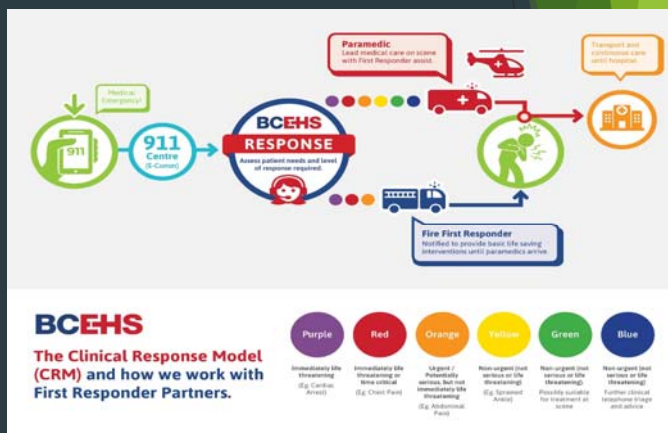 Paramedic
Lead medical care on scene
with First Responder assist.
Transport and
continuous care
until hospital.
Medical
Emergency!
911
911
Centre
(E-Comm)
BCEHS
RESPONSE
Assess patient needs and level
of response required.
Fire First Responder
Notified to provide basic life saving
interventions until paramedics arrive.
BCEHS
The Clinical Response Model
(CRM) and how we work with
First Responder Partners.
Purple
Immediately life
threatening
(Eg: Cardiac
Arrest)
Red
Immediately life
threatening or
time critical
(Eg: Chest Pain)
Orange
Urgent /
Potentially
serious, but not
immediately life
threatening
(Eg: Abdominal
Pain)
Yellow
Non-urgent (not
serious or life
threatening)
(Eg: Sprained
Ankle)
Green
Non-urgent (not
serious or life
threatening).
Possibly suitable
for treatment at
scene
Blue
Non-urgent (not
serious or life
threatening)
Further clinical
telephone triage
and advice